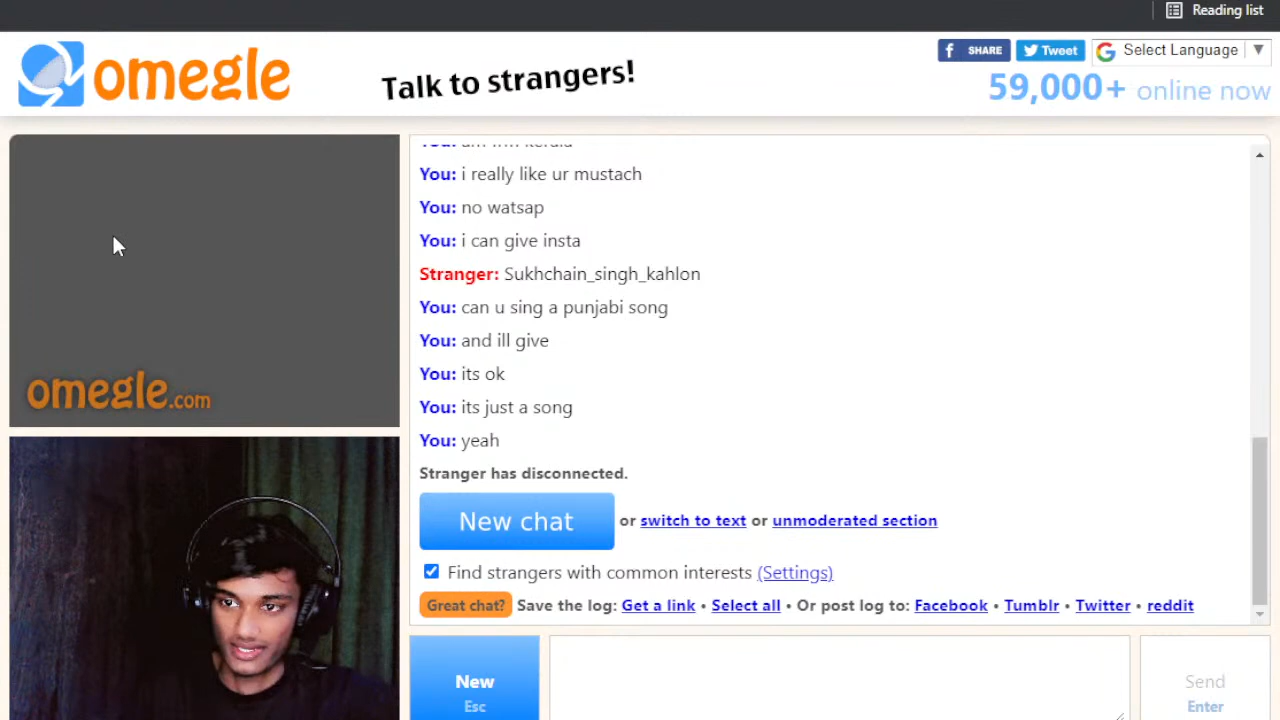 Reading list
omegle
Talk to strangers!
f SHARE
Tweet
G Select Language ▼
59,000+ online now
You: i really like ur mustach
You: no watsap
You: i can give insta
Stranger: Sukhchain_singh_kahlon
You: can u sing a punjabi song
You: and ill give
You: its ok
You: its just a song
You: yeah
Stranger has disconnected.
New chat or switch to text or unmoderated section
Find strangers with common interests (Settings)
Great chat? Save the log: Get a link • Select all • Or post log to: Facebook • Tumblr • Twitter • reddit
omegle.com
New
Esc
Send
Enter